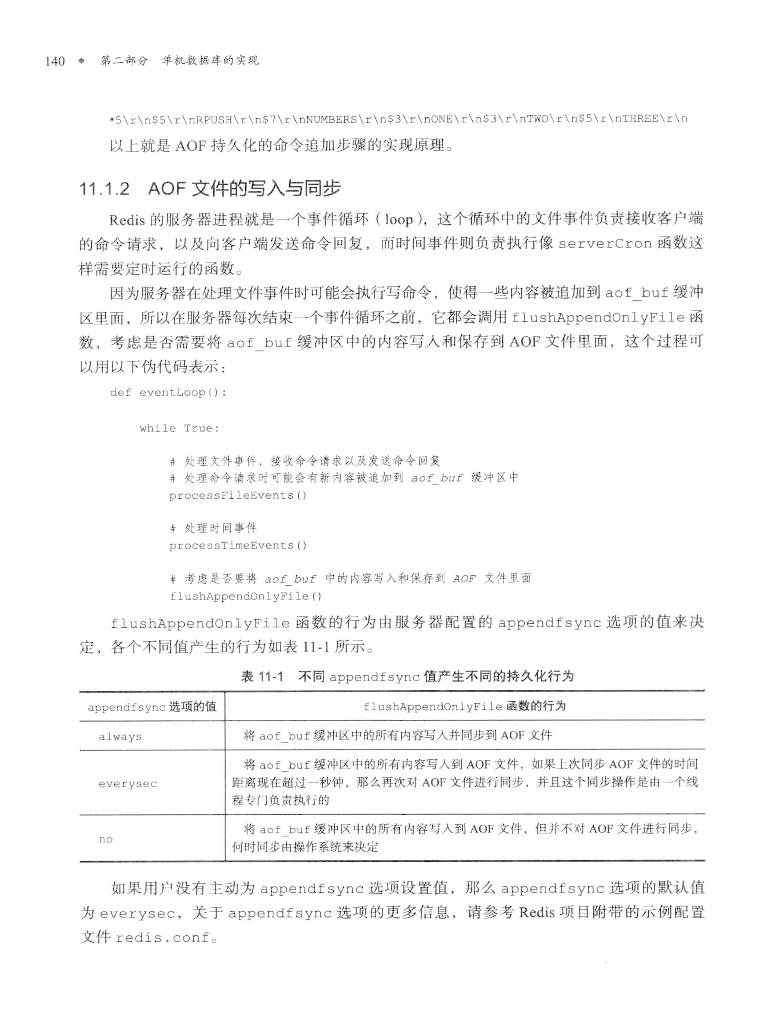 140 ◆ 第二部分 单机数据库的实现
*5\r\n$5\r\nRPUSH\r\n$7\r\nNUMBERS\r\n$3\r\nONE\r\n$3\r\nTWO\r\n$5\r\nTHREE\r\n
以上就是 AOF 持久化的命令追加步骤的实现原理。
11.1.2 AOF 文件的写入与同步
Redis 的服务器进程就是一个事件循环（loop），这个循环中的文件事件负责接收客户端
的命令请求，以及向客户端发送命令回复，而时间事件则负责执行像 serverCron 函数这
样需要定时运行的函数。
因为服务器在处理文件事件时可能会执行写命令，使得一些内容被追加到 aof_buf 缓冲
区里面，所以在服务器每次结束一个事件循环之前，它都会调用 flushAppendOnlyFile 函
数，考虑是否需要将 aof_buf 缓冲区中的内容写入和保存到 AOF 文件里面，这个过程可
以用以下伪代码表示：
def eventLoop():
while True:
# 处理文件事件，接收命令请求以及发送命令回复
# 处理命令请求时可能会有新内容被追加到 aof_buf 缓冲区中
processFileEvents()
# 处理时间事件
processTimeEvents()
# 考虑是否要将 aof_buf 中的内容写入和保存到 AOF 文件里面
flushAppendOnlyFile()
flushAppendOnlyFile 函数的行为由服务器配置的 appendfsync 选项的值来决
定，各个不同值产生的行为如表 11-1 所示。
表 11-1 不同 appendfsync 值产生不同的持久化行为
appendfsync 选项的值 flushAppendOnlyFile 函数的行为
always 将 aof_buf 缓冲区中的所有内容写入并同步到 AOF 文件
将 aof_buf 缓冲区中的所有内容写入到 AOF 文件，如果上次同步 AOF 文件的时间
everysec 距离现在超过一秒钟，那么再次对 AOF 文件进行同步，并且这个同步操作是由一个线
程专门负责执行的
no 将 aof_buf 缓冲区中的所有内容写入到 AOF 文件，但并不对 AOF 文件进行同步，
何时同步由操作系统来决定
如果用户没有主动为 appendfsync 选项设置值，那么 appendfsync 选项的默认值
为 everysec，关于 appendfsync 选项的更多信息，请参考 Redis 项目附带的示例配置
文件 redis.conf。